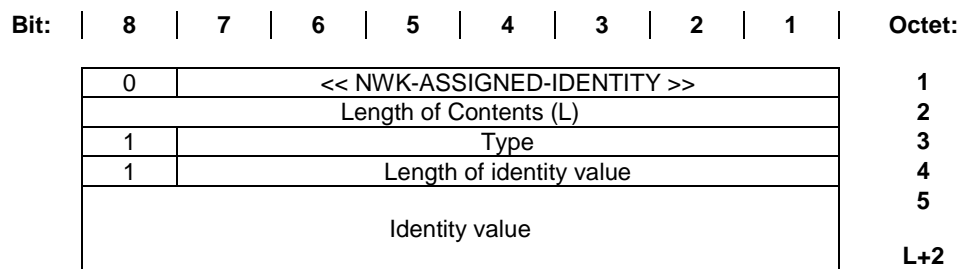 Bit: 8 7 6 5 4 3 2 1 Octet:
0 << NWK-ASSIGNED-IDENTITY >> 1
Length of Contents (L) 2
1 Type 3
1 Length of identity value 4
5
Identity value
L+2